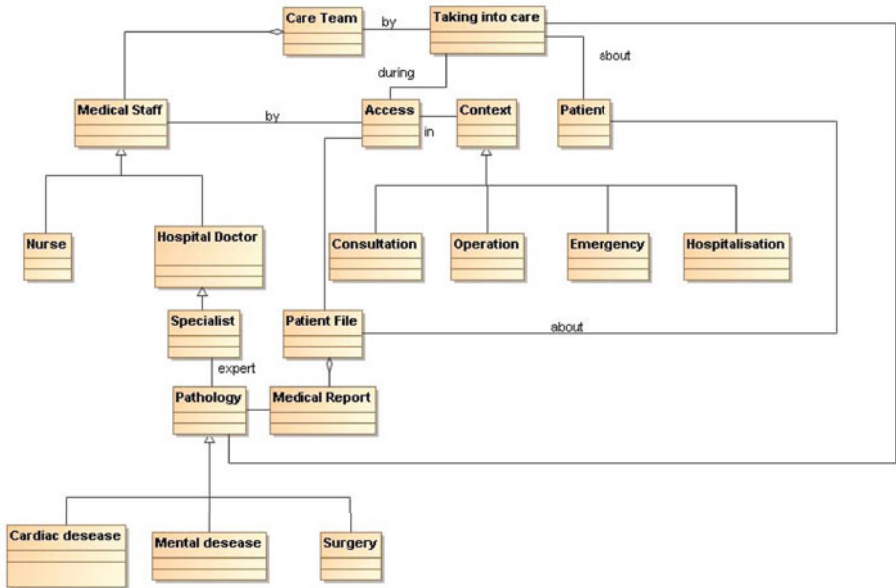 Care Team
by
Taking into care
about
during
Medical Staff
by
Access
in
Context
Patient
Nurse
Hospital Doctor
Consultation
Operation
Emergency
Hospitalisation
Specialist
Patient File
about
expert
Pathology
Medical Report
Cardiac desease
Mental desease
Surgery